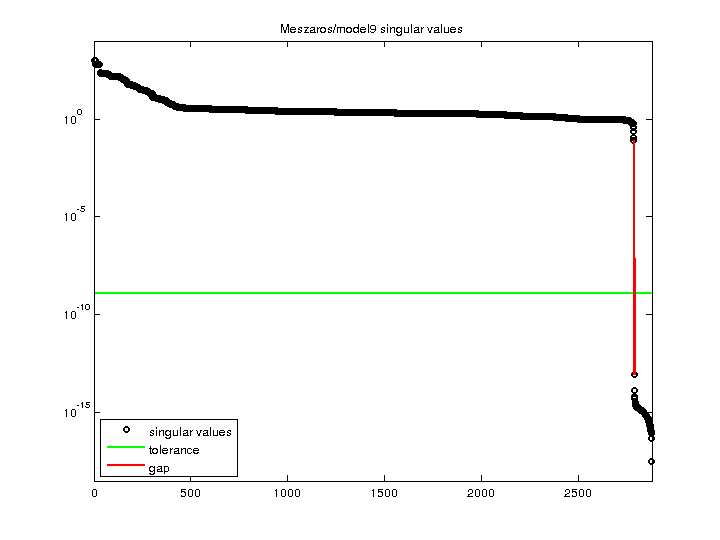 Meszaros/model9 singular values
10^0
10^-5
10^-10
10^-15
singular values
tolerance
gap
0 500 1000 1500 2000 2500